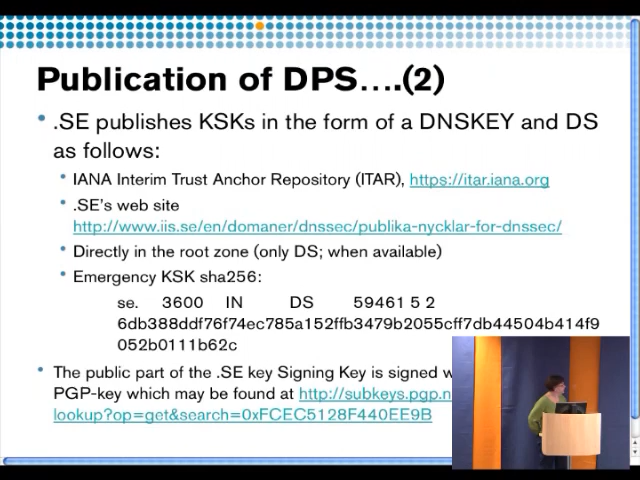 Publication of DPS….(2)
.SE publishes KSKs in the form of a DNSKEY and DS
as follows:
IANA Interim Trust Anchor Repository (ITAR), https://itar.iana.org
.SE's web site
http://www.iis.se/en/domaner/dnssec/publika-nycklar-for-dnssec/
Directly in the root zone (only DS; when available)
Emergency KSK sha256:
se. 3600 IN DS 59461 5 2
6db388ddf76f74ec785a152ffb3479b2055cff7db44504b414f9
052b0111b62c
The public part of the .SE key Signing Key is signed
PGP-key which may be found at http://subkeys.pgp.n
lookup?op=get&search=0xFCEC5128F440EE9B